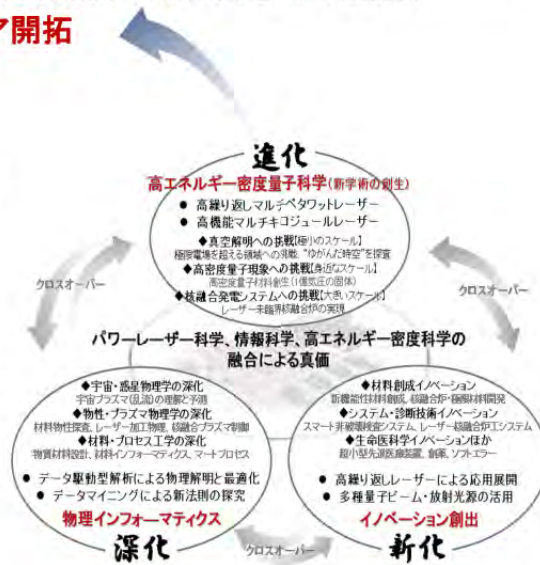 ア開拓
進化
高エネルギー密度量子科学(新学術の創生)
● 高繰り返しマルチペタワットレーザー
● 高機能マルチキロジュールレーザー
◆真空解明への挑戦【極小のスケール】
極限電場を超える領域への挑戦, “ゆがんだ時空”を探査
◆高密度量子現象への挑戦【身近なスケール】
高密度量子材料創生(1億気圧の固体)
◆核融合発電システムへの挑戦【大きいスケール】
レーザー未臨界核融合炉の実現
クロスオーバー
クロスオーバー
パワーレーザー科学、情報科学、高エネルギー密度科学の
融合による真価
◆宇宙・惑星物理学の深化
宇宙プラズマ(乱流)の理解と予測
◆物性・プラズマ物理学の深化
材料物性探査, レーザー加工物理, 核融合プラズマ制御
◆材料・プロセス工学の深化
物質材料設計, 材料インフォマティクス, マートプロセス
● データ駆動型解析による物理解明と最適化
● データマイニングによる新法則の探究
物理インフォーマティクス
深化
◆材料創成イノベーション
新機能性材料創成, 核融合炉・極限材料開発
◆システム・診断技術イノベーション
スマート非破壊検査システム, レーザー核融合炉工システム
◆生命医科学イノベーションほか
超小型先進医療装置, 創薬, ソフトエラー
● 高繰り返しレーザーによる応用展開
● 多種量子ビーム・放射光源の活用
イノベーション創出
新化
クロスオーバー